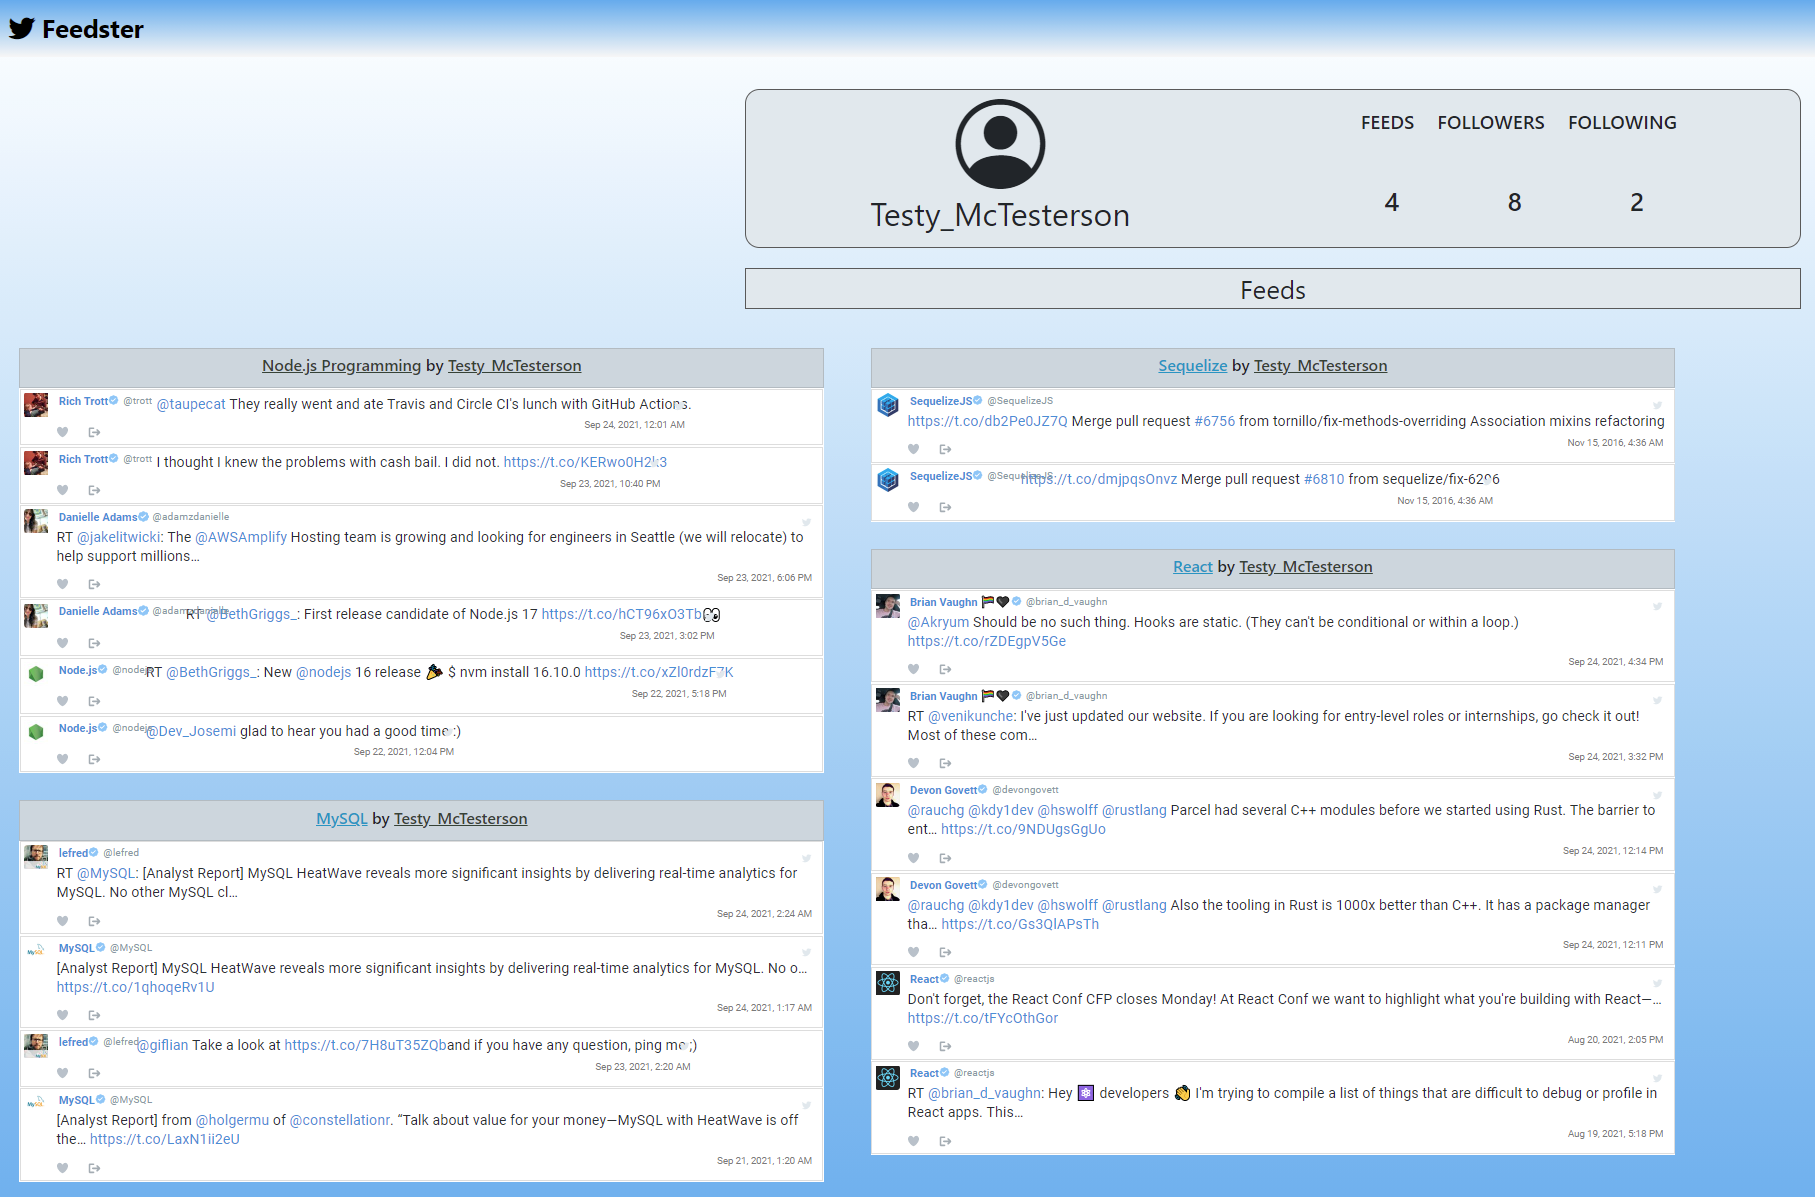 Feedster
FEEDS FOLLOWERS FOLLOWING
4 8 2
Testy_McTesterson
Feeds
Node.js Programming by Testy_McTesterson
Rich Trott @trott @taupecat They really went and ate Travis and Circle CI's lunch with GitHub Actions.
Sep 24, 2021, 12:01 AM
Rich Trott @trott I thought I knew the problems with cash bail. I did not. https://t.co/KERwo0H2k3
Sep 23, 2021, 10:40 PM
Danielle Adams @adamzdanielle
RT @jakelitwicki: The @AWSAmplify Hosting team is growing and looking for engineers in Seattle (we will relocate) to
help support millions…
Sep 23, 2021, 6:06 PM
Danielle Adams @adamzdanielle RT @BethGriggs_: First release candidate of Node.js 17 https://t.co/hCT96xO3Tb 👀
Sep 23, 2021, 3:02 PM
Node.js @nodejs RT @BethGriggs_: New @nodejs 16 release 🎉 $ nvm install 16.10.0 https://t.co/xZl0rdzF7K
Sep 22, 2021, 5:18 PM
Node.js @nodejs @Dev_Josemi glad to hear you had a good time :)
Sep 22, 2021, 12:04 PM
MySQL by Testy_McTesterson
lefred @lefred
RT @MySQL: [Analyst Report] MySQL HeatWave reveals more significant insights by delivering real-time analytics for
MySQL. No other MySQL cl…
Sep 24, 2021, 2:24 AM
MySQL @MySQL
[Analyst Report] MySQL HeatWave reveals more significant insights by delivering real-time analytics for MySQL. No o…
https://t.co/1qhoqeRv1U
Sep 24, 2021, 1:17 AM
lefred @lefred @giflian Take a look at https://t.co/7H8uT35ZQb and if you have any question, ping me ;)
Sep 23, 2021, 2:20 AM
MySQL @MySQL
[Analyst Report] from @holgermu of @constellationr. “Talk about value for your money—MySQL with HeatWave is off
the… https://t.co/LaxN1ii2eU
Sep 21, 2021, 1:20 AM
Sequelize by Testy_McTesterson
SequelizeJS @SequelizeJS
https://t.co/db2Pe0JZ7Q Merge pull request #6756 from tornillo/fix-methods-overriding Association mixins refactoring
Nov 15, 2016, 4:36 AM
SequelizeJS @SequelizeJS https://t.co/dmjpqsOnvz Merge pull request #6810 from sequelize/fix-6206
Nov 15, 2016, 4:36 AM
React by Testy_McTesterson
Brian Vaughn 🏳️‍🌈🖤 @brian_d_vaughn
@Akryum Should be no such thing. Hooks are static. (They can't be conditional or within a loop.)
https://t.co/rZDEgpV5Ge
Sep 24, 2021, 4:34 PM
Brian Vaughn 🏳️‍🌈🖤 @brian_d_vaughn
RT @venikunche: I've just updated our website. If you are looking for entry-level roles or internships, go check it out!
Most of these com…
Sep 24, 2021, 3:32 PM
Devon Govett @devongovett
@rauchg @kdy1dev @hswolff @rustlang Parcel had several C++ modules before we started using Rust. The barrier to
ent… https://t.co/9NDUgsGgUo
Sep 24, 2021, 12:14 PM
Devon Govett @devongovett
@rauchg @kdy1dev @hswolff @rustlang Also the tooling in Rust is 1000x better than C++. It has a package manager
tha… https://t.co/Gs3QlAPsTh
Sep 24, 2021, 12:11 PM
React @reactjs
Don't forget, the React Conf CFP closes Monday! At React Conf we want to highlight what you're building with React—…
https://t.co/tFYcOthGor
Aug 20, 2021, 2:05 PM
React @reactjs
RT @brian_d_vaughn: Hey ⚛️ developers 👋 I'm trying to compile a list of things that are difficult to debug or profile in
React apps. This…
Aug 19, 2021, 5:18 PM